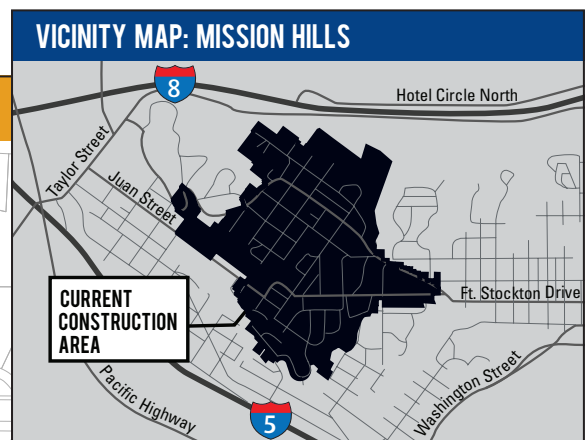 VICINITY MAP: MISSION HILLS
8
Hotel Circle North
Taylor Street
Juan Street
Ft. Stockton Drive
CURRENT
CONSTRUCTION
AREA
Washington Street
Pacific Highway
5